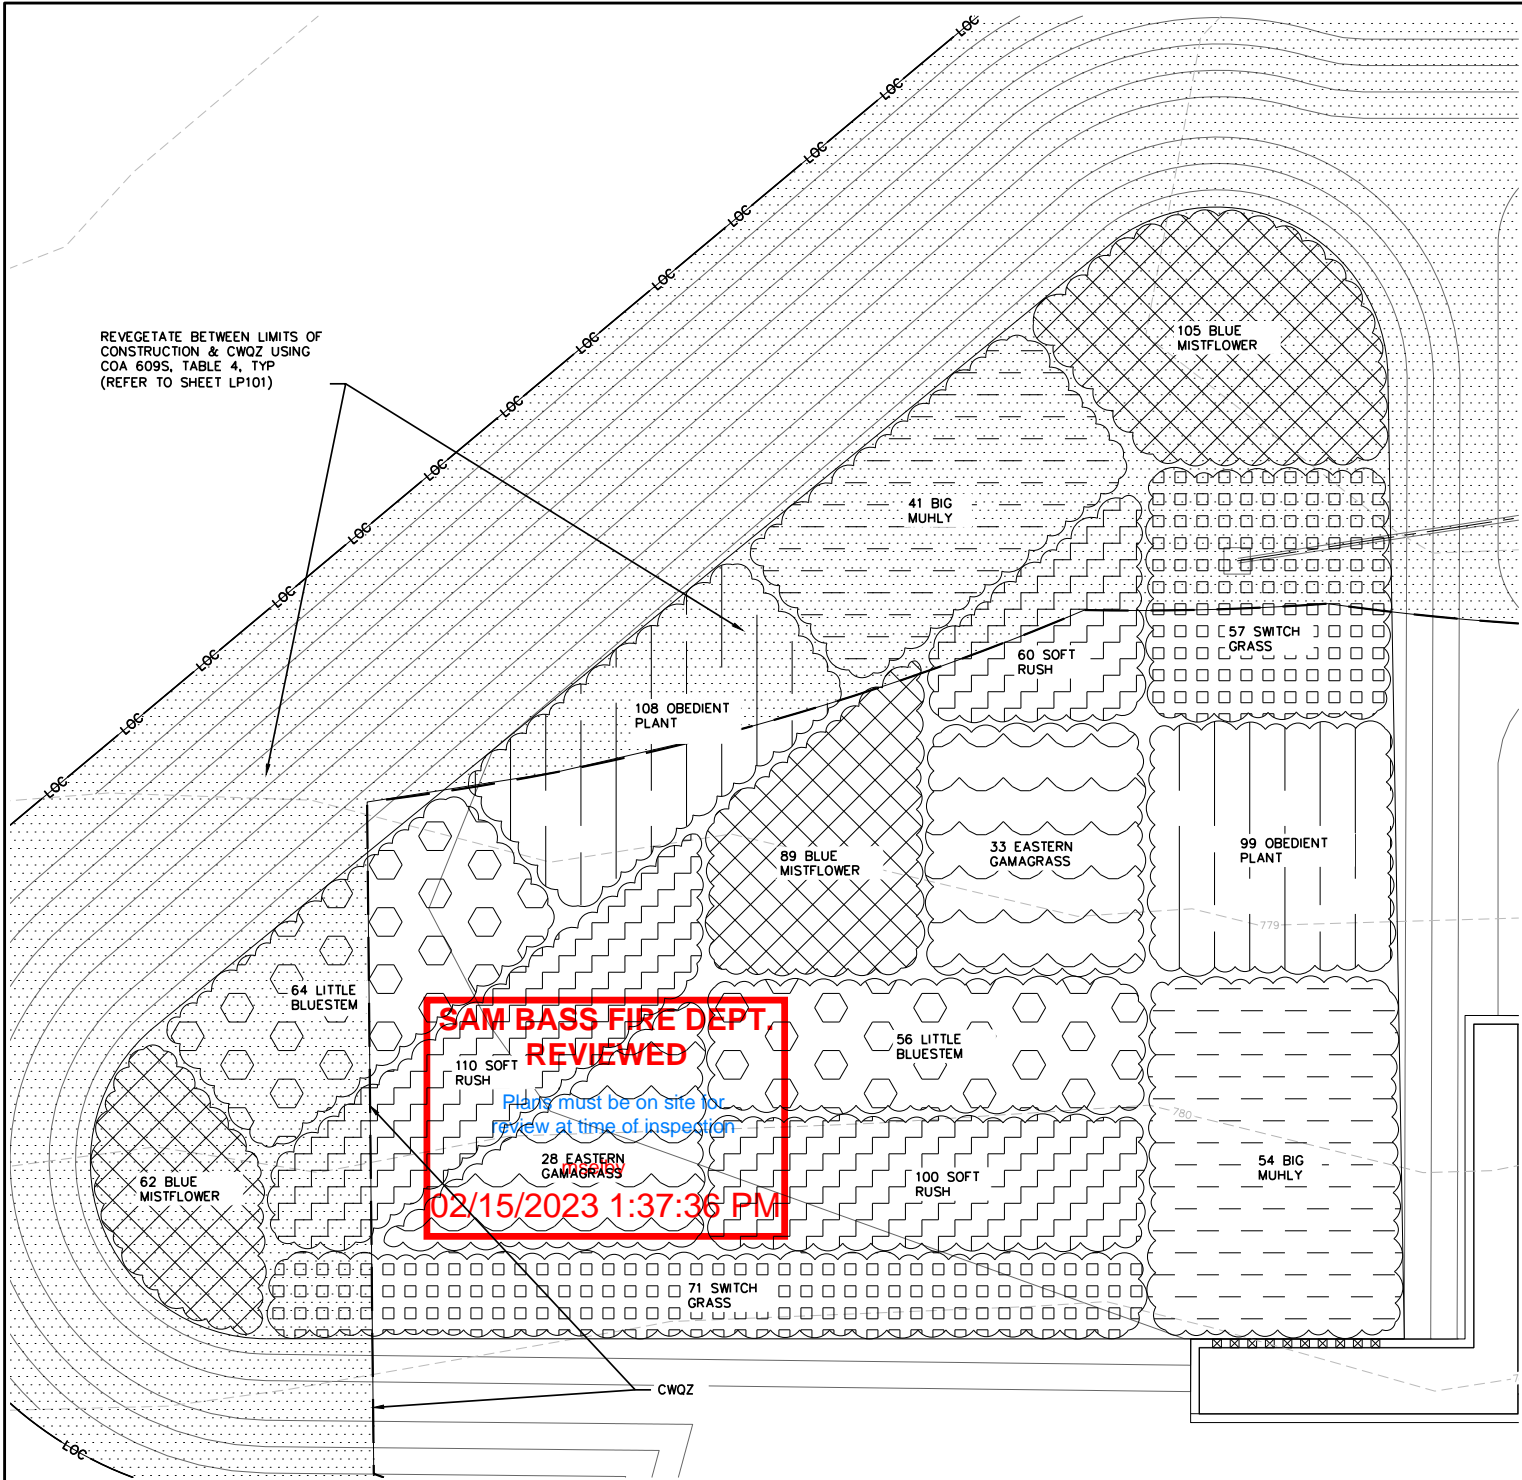 LOC
LOC
LOC
LOC
LOC
LOC
LOC
LOC
LOC
LOC
LOC
LOC
LOC
LOC
REVEGETATE BETWEEN LIMITS OF
CONSTRUCTION & CWQZ USING
COA 609S, TABLE 4, TYP
(REFER TO SHEET LP101)
105 BLUE
MISTFLOWER
41 BIG
MUHLY
57 SWITCH
GRASS
60 SOFT
RUSH
108 OBEDIENT
PLANT
89 BLUE
MISTFLOWER
33 EASTERN
GAMAGRASS
99 OBEDIENT
PLANT
779
64 LITTLE
BLUESTEM
56 LITTLE
BLUESTEM
SAM BASS FIRE DEPT.
REVIEWED
110 SOFT
RUSH
Plans must be on site for
review at time of inspection
780
28 EASTERN
GAMAGRASS
mselby
02/15/2023 1:37:36 PM
62 BLUE
MISTFLOWER
100 SOFT
RUSH
54 BIG
MUHLY
71 SWITCH
GRASS
CWQZ
LOC